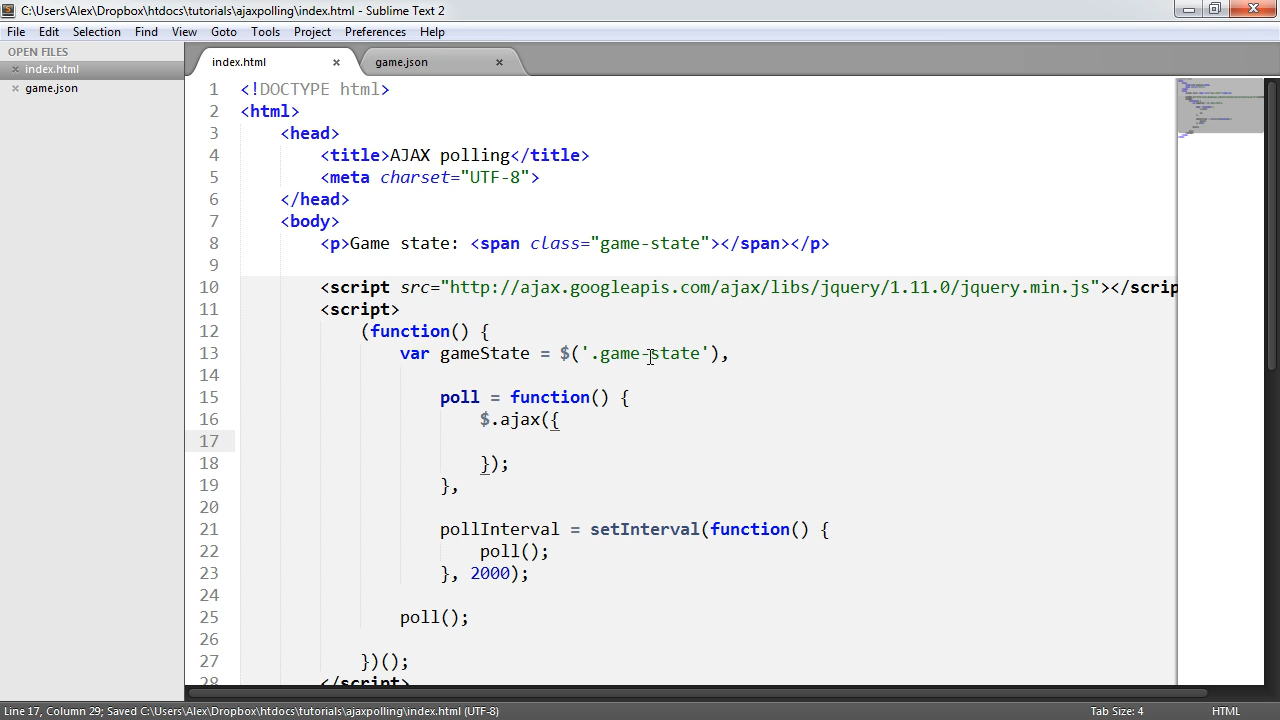 C:\Users\Alex\Dropbox\htdocs\tutorials\ajaxpolling\index.html - Sublime Text 2
File Edit Selection Find View Goto Tools Project Preferences Help
OPEN FILES
index.html
game.json
index.html game.json
1 <!DOCTYPE html>
2 <html>
3 <head>
4 <title>AJAX polling</title>
5 <meta charset="UTF-8">
6 </head>
7 <body>
8 <p>Game state: <span class="game-state"></span></p>
9
10 <script src="http://ajax.googleapis.com/ajax/libs/jquery/1.11.0/jquery.min.js"></scrip
11 <script>
12 (function() {
13 var gameState = $('.game-state'),
14
15 poll = function() {
16 $.ajax({
17
18 });
19 },
20
21 pollInterval = setInterval(function() {
22 poll();
23 }, 2000);
24
25 poll();
26
27 })();
28 </script>
Line 17, Column 29; Saved C:\Users\Alex\Dropbox\htdocs\tutorials\ajaxpolling\index.html (UTF-8) Tab Size: 4 HTML